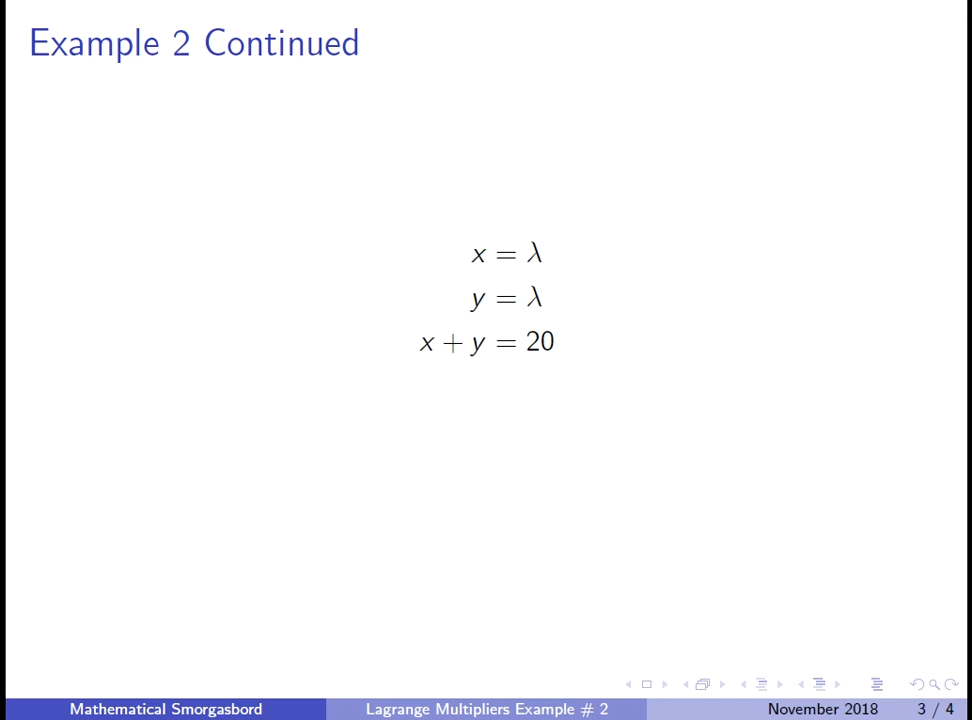 Example 2 Continued
x = λ
y = λ
x + y = 20
Mathematical Smorgasbord Lagrange Multipliers Example # 2 November 2018 3 / 4